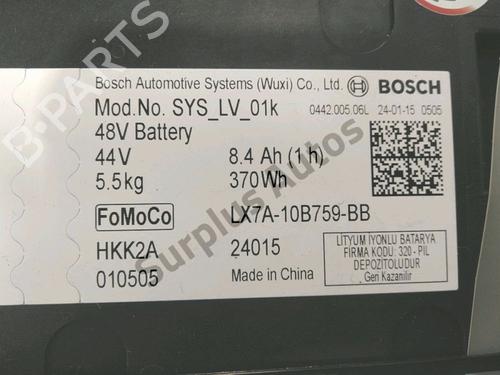 Bosch Automotive Systems (Wuxi) Co., Ltd. BOSCH
Mod.No. SYS_LV_01k 0442.005.06L 24-01-15 0505
48V Battery
44V 8.4 Ah (1 h)
5.5kg 370Wh
FoMoCo LX7A-10B759-BB
HKK2A 24015
010505 Made in China
LITYUM IYONLU BATARYA
FIRMA KODU: 320 - PIL
DEPOZITOLUDUR
Geri Kazanilir
B-PARTS
Surplus Autos